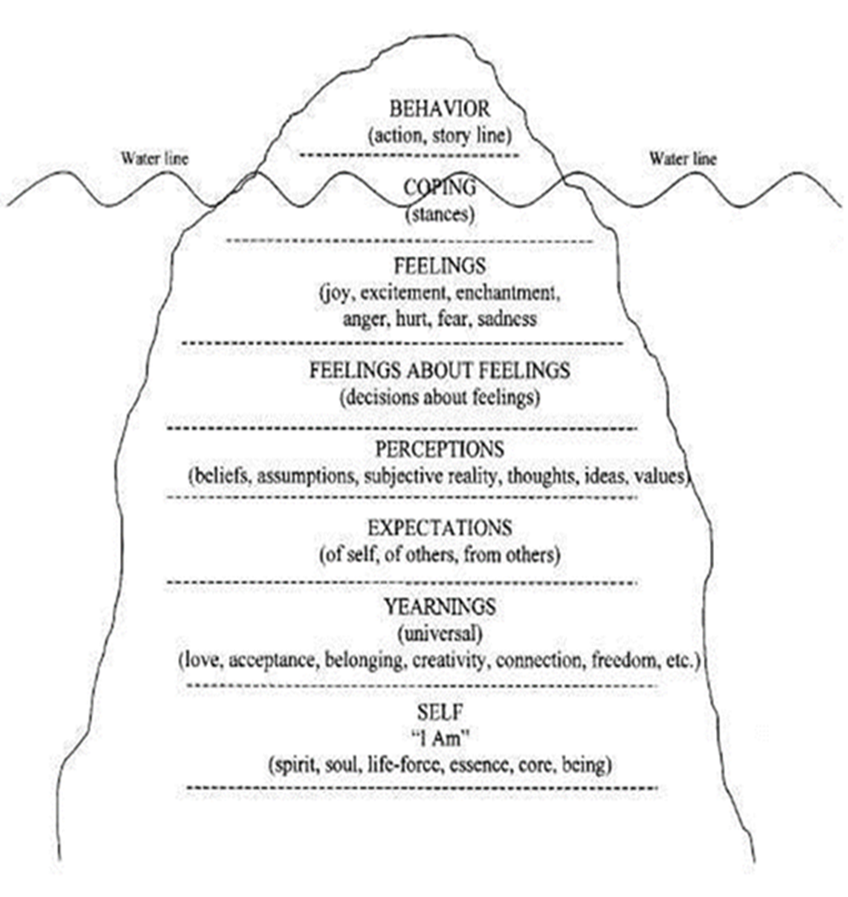 BEHAVIOR
(action, story line)
Water line
Water line
COPING
(stances)
FEELINGS
(joy, excitement, enchantment,
anger, hurt, fear, sadness
FEELINGS ABOUT FEELINGS
(decisions about feelings)
PERCEPTIONS
(beliefs, assumptions, subjective reality, thoughts, ideas, values)
EXPECTATIONS
(of self, of others, from others)
YEARNINGS
(universal)
(love, acceptance, belonging, creativity, connection, freedom, etc.)
SELF
“I Am”
(spirit, soul, life-force, essence, core, being)